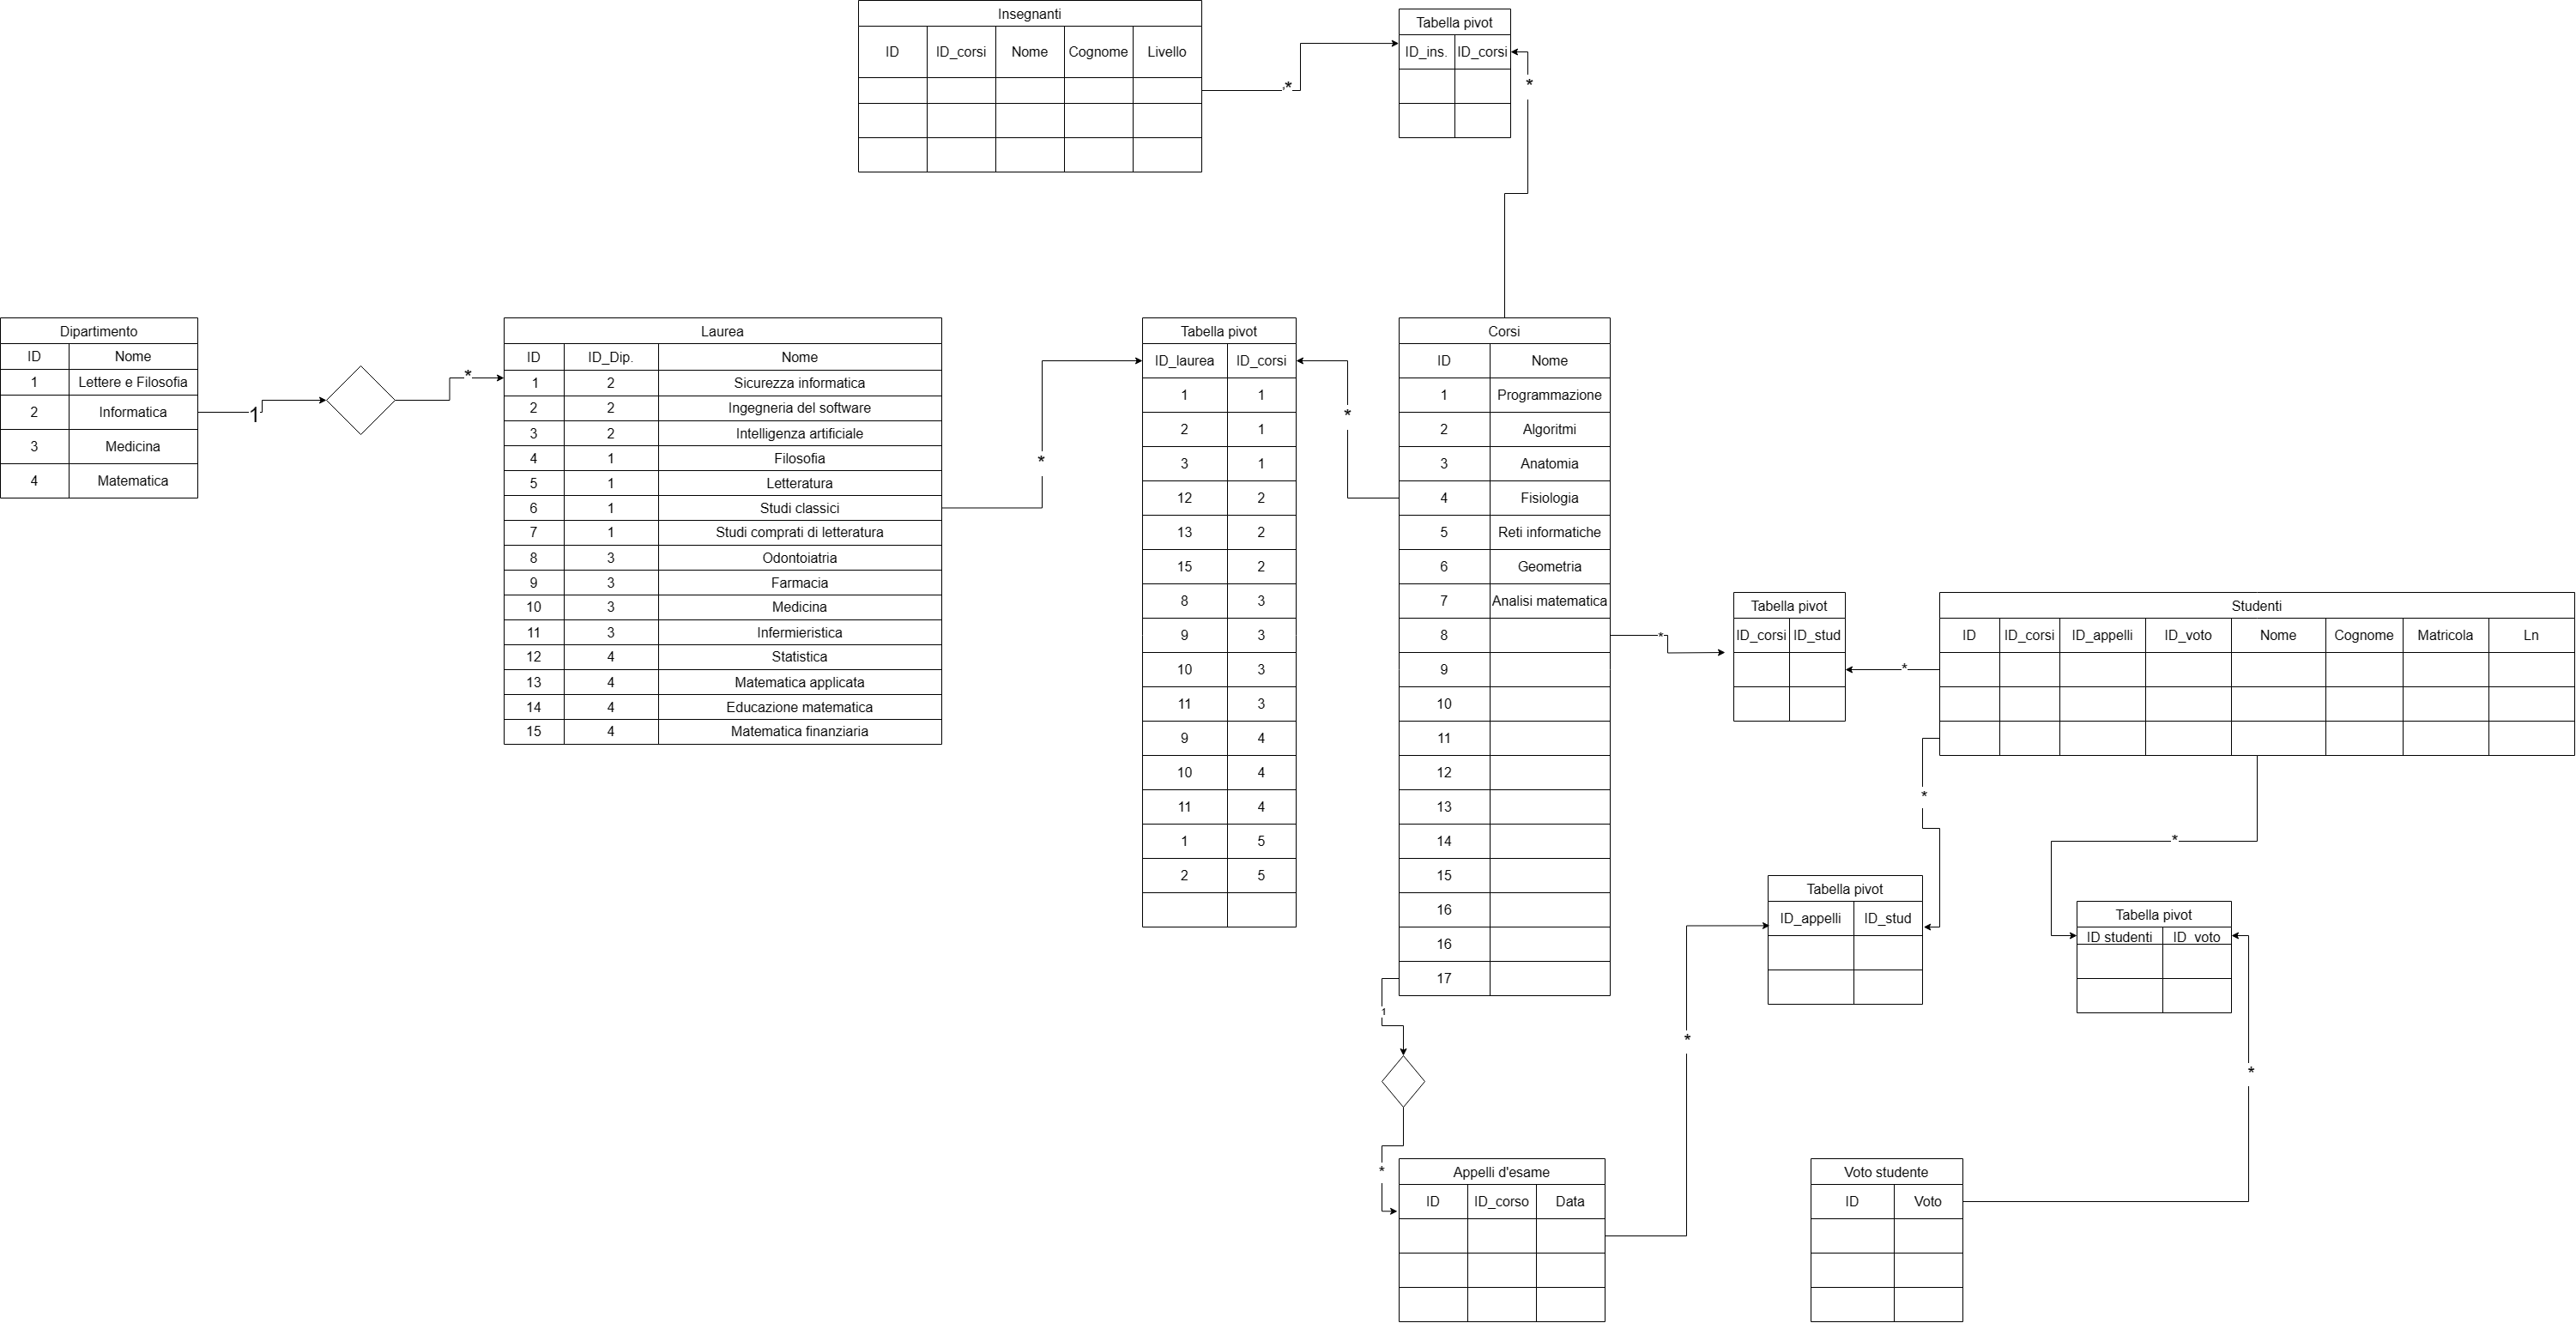 Insegnanti
ID ID_corsi Nome Cognome Livello
Tabella pivot
ID_ins. ID_corsi
*
*
Dipartimento
ID Nome
1 Lettere e Filosofia
2 Informatica
3 Medicina
4 Matematica
1
*
Laurea
ID ID_Dip. Nome
1 2 Sicurezza informatica
2 2 Ingegneria del software
3 2 Intelligenza artificiale
4 1 Filosofia
5 1 Letteratura
6 1 Studi classici
7 1 Studi comprati di letteratura
8 3 Odontoiatria
9 3 Farmacia
10 3 Medicina
11 3 Infermieristica
12 4 Statistica
13 4 Matematica applicata
14 4 Educazione matematica
15 4 Matematica finanziaria
*
Tabella pivot
ID_laurea ID_corsi
1 1
2 1
3 1
12 2
13 2
15 2
8 3
9 3
10 3
11 3
9 4
10 4
11 4
1 5
2 5
*
Corsi
ID Nome
1 Programmazione
2 Algoritmi
3 Anatomia
4 Fisiologia
5 Reti informatiche
6 Geometria
7 Analisi matematica
8
9
10
11
12
13
14
15
16
16
17
*
Tabella pivot
ID_corsi ID_stud
*
Studenti
ID ID_corsi ID_appelli ID_voto Nome Cognome Matricola Ln
*
*
Tabella pivot
ID_appelli ID_stud
Tabella pivot
ID studenti ID_voto
1
*
*
*
Appelli d'esame
ID ID_corso Data
Voto studente
ID Voto